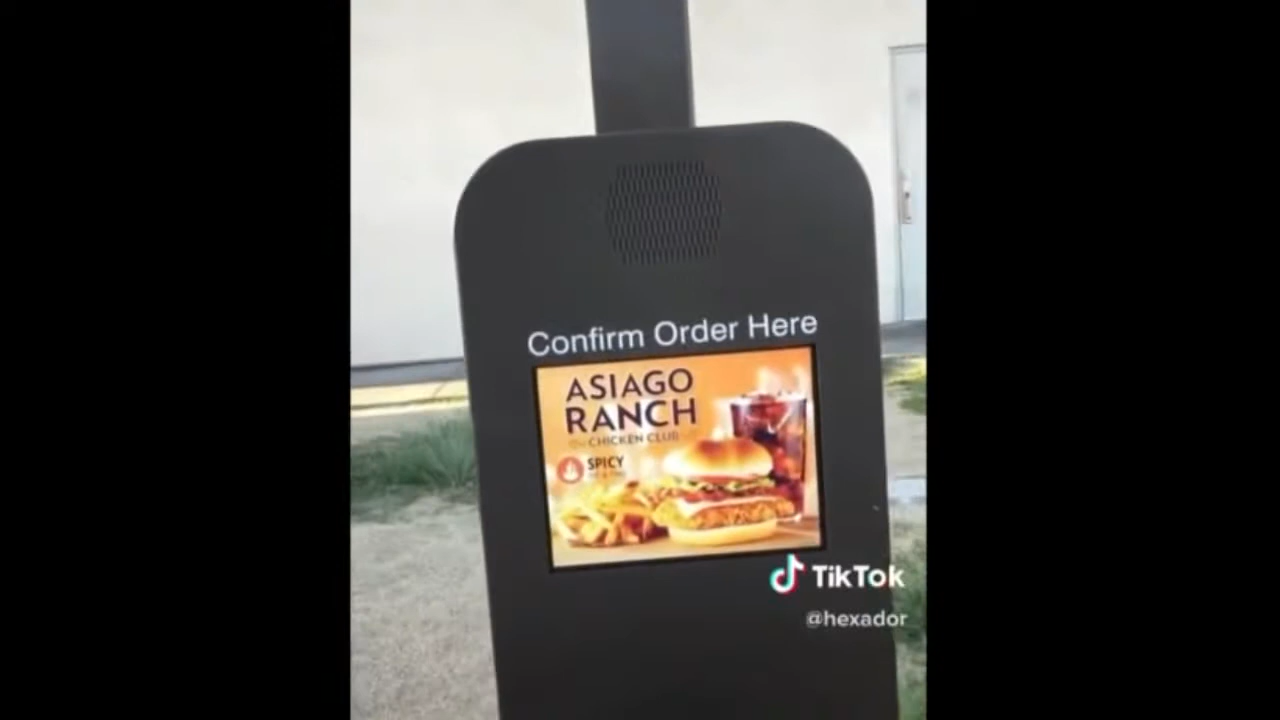 Confirm Order Here
ASIAGO
RANCH
CHICKEN CLUB
SPICY
TikTok
@hexador